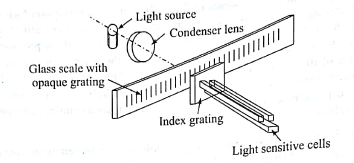 Light source
Condenser lens
Glass scale with
opaque grating
Index grating
Light sensitive cells